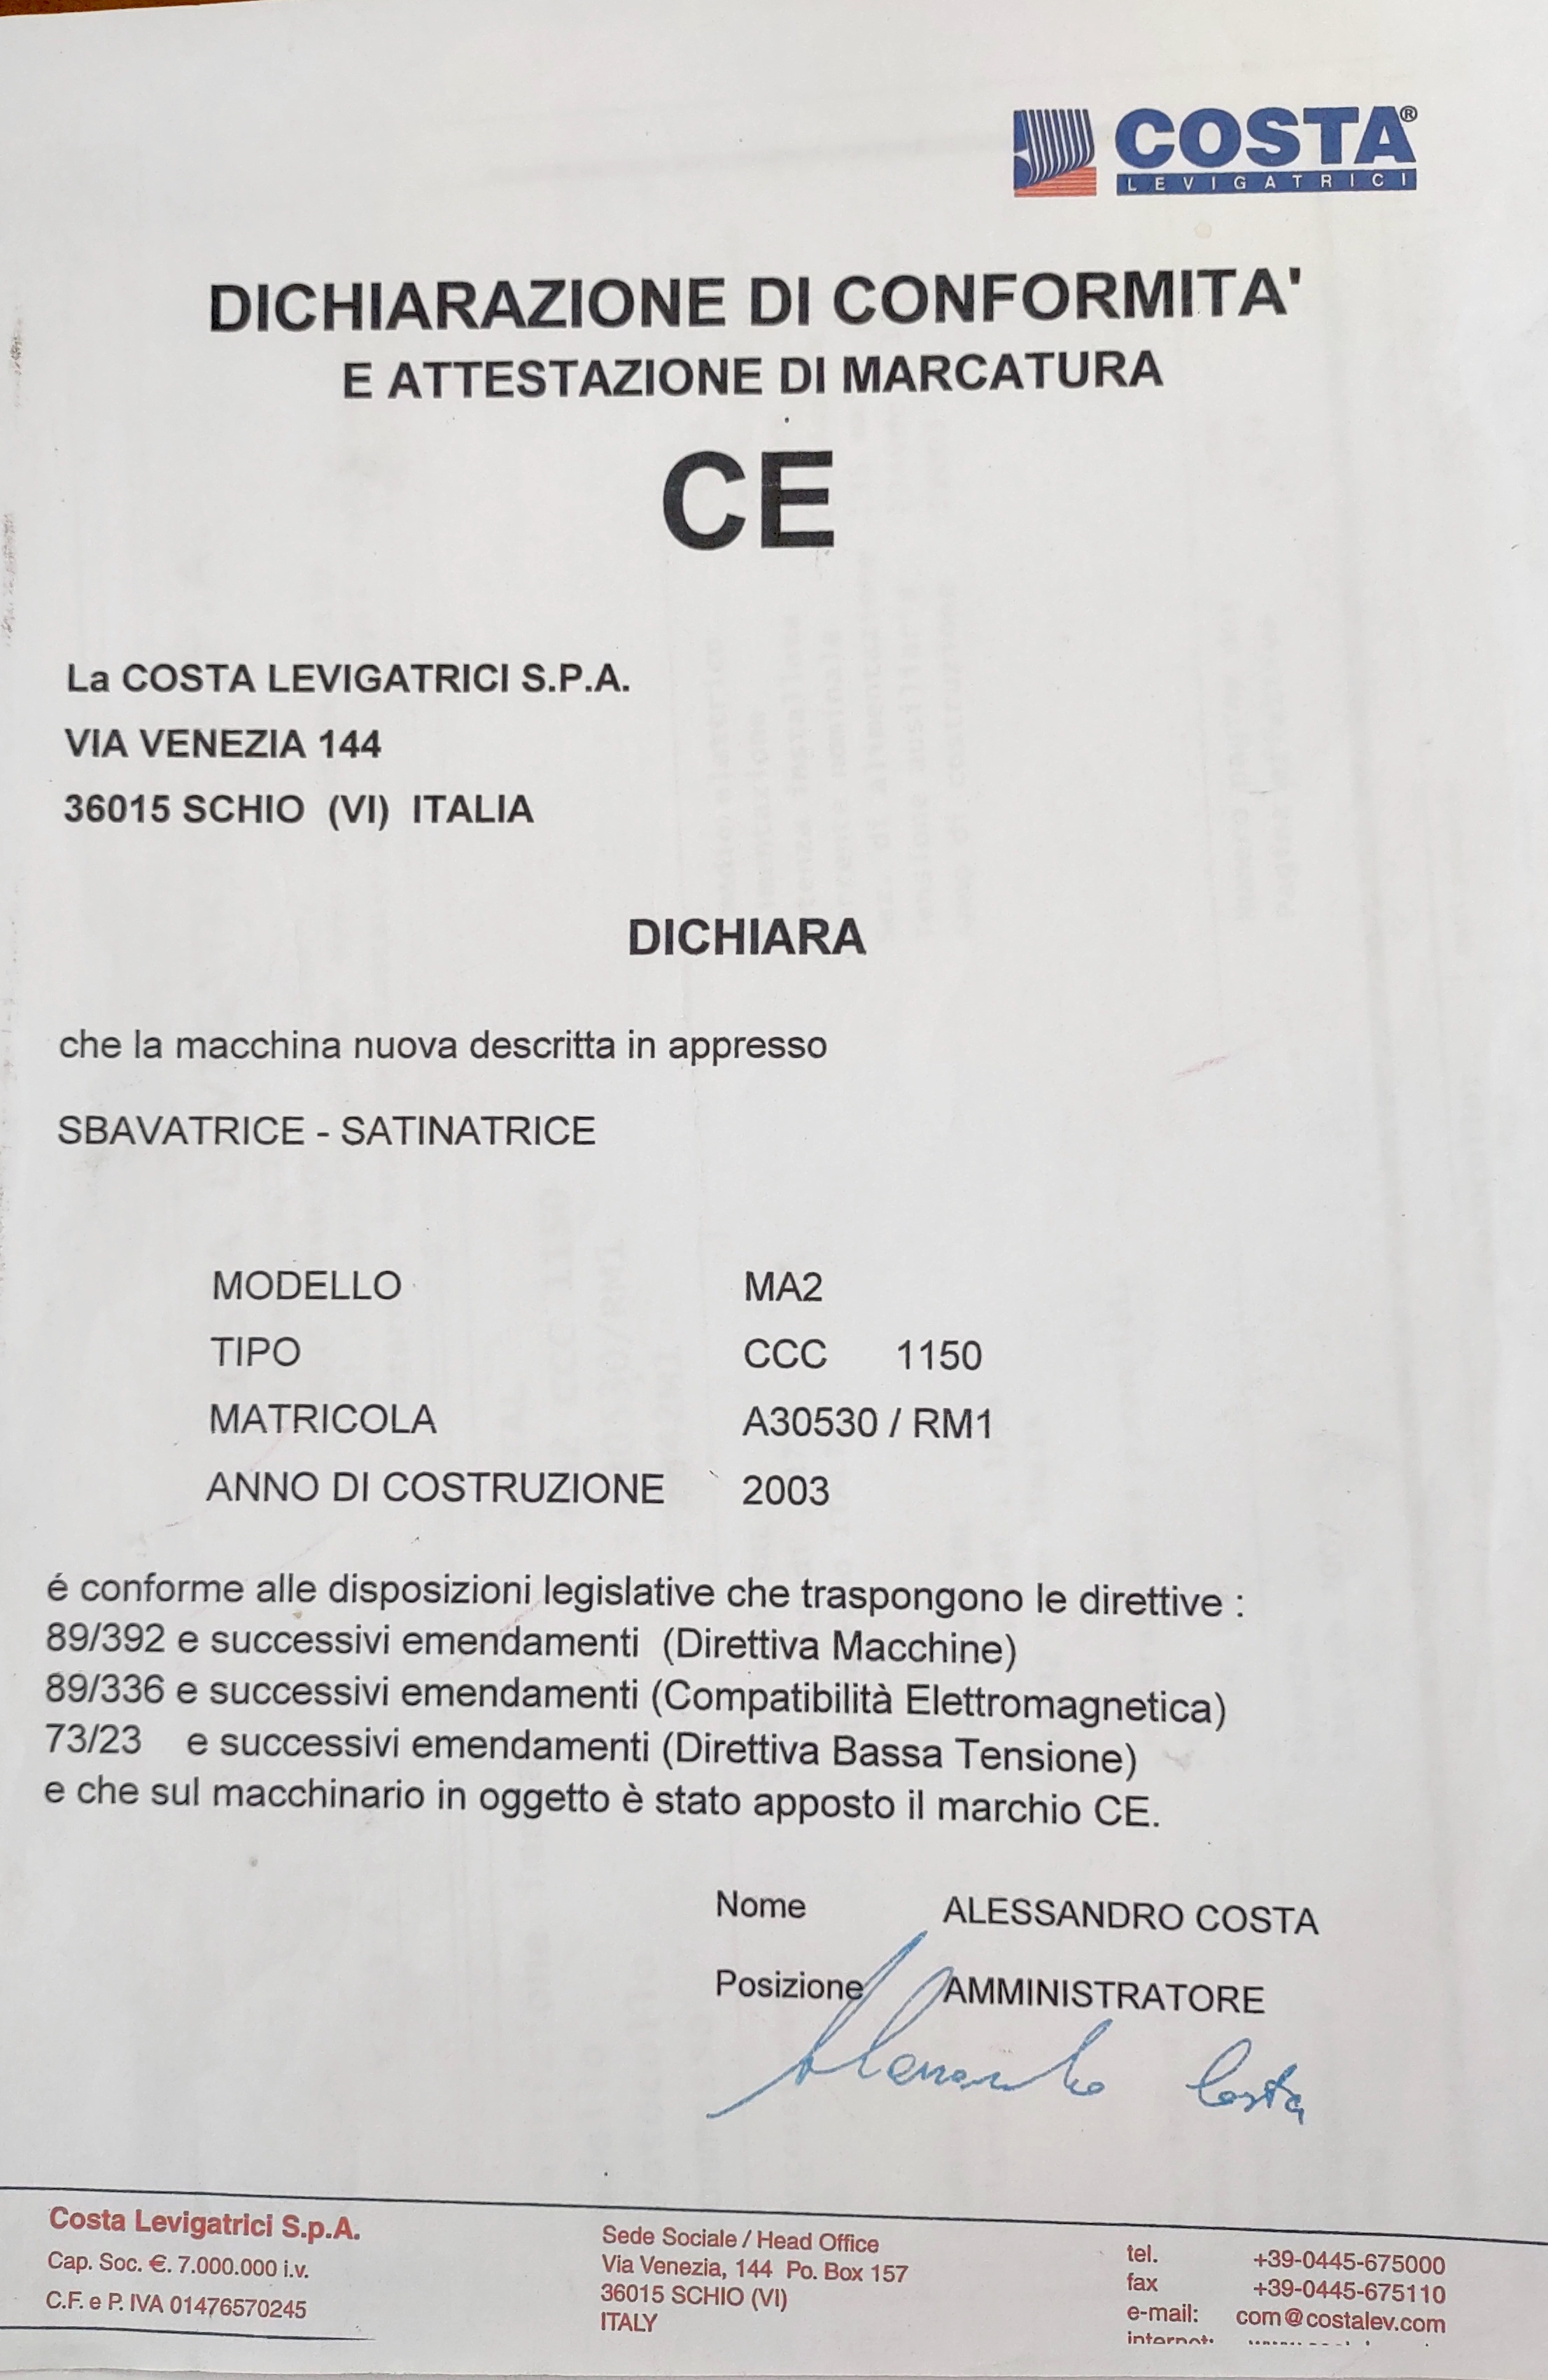 COSTA®
LEVIGATRICI
DICHIARAZIONE DI CONFORMITA'
E ATTESTAZIONE DI MARCATURA
CE
La COSTA LEVIGATRICI S.P.A.
VIA VENEZIA 144
36015 SCHIO (VI) ITALIA
DICHIARA
che la macchina nuova descritta in appresso
SBAVATRICE - SATINATRICE
MODELLO MA2
TIPO CCC 1150
MATRICOLA A30530 / RM1
ANNO DI COSTRUZIONE 2003
é conforme alle disposizioni legislative che traspongono le direttive :
89/392 e successivi emendamenti (Direttiva Macchine)
89/336 e successivi emendamenti (Compatibilità Elettromagnetica)
73/23 e successivi emendamenti (Direttiva Bassa Tensione)
e che sul macchinario in oggetto è stato apposto il marchio CE.
Nome ALESSANDRO COSTA
Posizione AMMINISTRATORE
Alessandro Costa
Costa Levigatrici S.p.A.
Cap. Soc. €. 7.000.000 i.v.
C.F. e P. IVA 01476570245
Sede Sociale / Head Office
Via Venezia, 144 Po. Box 157
36015 SCHIO (VI)
ITALY
tel. +39-0445-675000
fax +39-0445-675110
e-mail: com@costalev.com
internet: